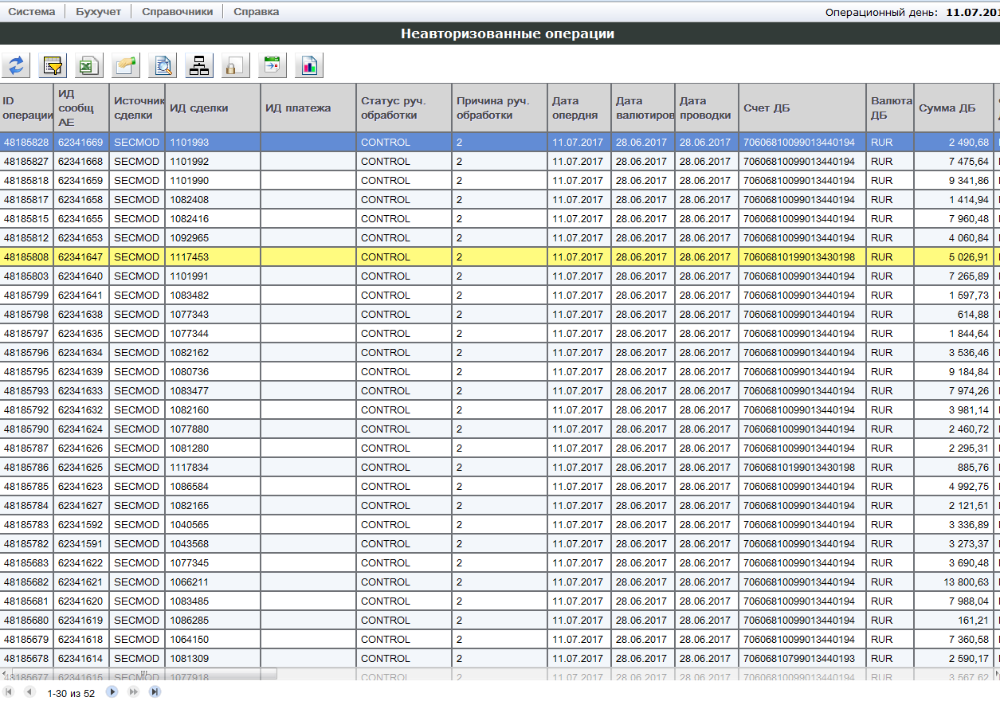 Система Бухучет Справочники Справка Операционный день: 11.07.201
Неавторизованные операции
ID операции ИД сообщ АЕ Источник сделки ИД сделки ИД платежа Статус руч. обработки Причина руч. обработки Дата опердня Дата валютиров Дата проводки Счет ДБ Валюта ДБ Сумма ДБ
48185828 62341669 SECMOD 1101993 CONTROL 2 11.07.2017 28.06.2017 28.06.2017 70606810099013440194 RUR 2 490,68
48185827 62341668 SECMOD 1101992 CONTROL 2 11.07.2017 28.06.2017 28.06.2017 70606810099013440194 RUR 7 475,64
48185818 62341659 SECMOD 1101990 CONTROL 2 11.07.2017 28.06.2017 28.06.2017 70606810099013440194 RUR 9 341,86
48185817 62341658 SECMOD 1082408 CONTROL 2 11.07.2017 28.06.2017 28.06.2017 70606810099013440194 RUR 1 414,94
48185815 62341655 SECMOD 1082416 CONTROL 2 11.07.2017 28.06.2017 28.06.2017 70606810099013440194 RUR 7 960,48
48185812 62341653 SECMOD 1092965 CONTROL 2 11.07.2017 28.06.2017 28.06.2017 70606810099013440194 RUR 4 060,84
48185808 62341647 SECMOD 1117453 CONTROL 2 11.07.2017 28.06.2017 28.06.2017 70606810199013430198 RUR 5 026,91
48185803 62341640 SECMOD 1101991 CONTROL 2 11.07.2017 28.06.2017 28.06.2017 70606810099013440194 RUR 7 265,89
48185799 62341641 SECMOD 1083482 CONTROL 2 11.07.2017 28.06.2017 28.06.2017 70606810099013440194 RUR 1 597,73
48185798 62341638 SECMOD 1077343 CONTROL 2 11.07.2017 28.06.2017 28.06.2017 70606810099013440194 RUR 614,88
48185797 62341635 SECMOD 1077344 CONTROL 2 11.07.2017 28.06.2017 28.06.2017 70606810099013440194 RUR 1 844,64
48185796 62341634 SECMOD 1082162 CONTROL 2 11.07.2017 28.06.2017 28.06.2017 70606810099013440194 RUR 3 536,46
48185795 62341639 SECMOD 1080736 CONTROL 2 11.07.2017 28.06.2017 28.06.2017 70606810099013440194 RUR 9 184,84
48185793 62341633 SECMOD 1083477 CONTROL 2 11.07.2017 28.06.2017 28.06.2017 70606810099013440194 RUR 7 974,26
48185792 62341632 SECMOD 1082160 CONTROL 2 11.07.2017 28.06.2017 28.06.2017 70606810099013440194 RUR 3 981,14
48185790 62341624 SECMOD 1077880 CONTROL 2 11.07.2017 28.06.2017 28.06.2017 70606810099013440194 RUR 2 460,72
48185787 62341626 SECMOD 1081280 CONTROL 2 11.07.2017 28.06.2017 28.06.2017 70606810099013440194 RUR 2 295,31
48185786 62341625 SECMOD 1117834 CONTROL 2 11.07.2017 28.06.2017 28.06.2017 70606810199013430198 RUR 885,76
48185785 62341623 SECMOD 1086584 CONTROL 2 11.07.2017 28.06.2017 28.06.2017 70606810099013440194 RUR 4 992,75
48185784 62341627 SECMOD 1082165 CONTROL 2 11.07.2017 28.06.2017 28.06.2017 70606810099013440194 RUR 2 121,51
48185783 62341592 SECMOD 1040565 CONTROL 2 11.07.2017 28.06.2017 28.06.2017 70606810099013440194 RUR 3 336,89
48185782 62341591 SECMOD 1043568 CONTROL 2 11.07.2017 28.06.2017 28.06.2017 70606810099013440194 RUR 3 273,37
48185683 62341622 SECMOD 1077345 CONTROL 2 11.07.2017 28.06.2017 28.06.2017 70606810099013440194 RUR 3 690,48
48185682 62341621 SECMOD 1066211 CONTROL 2 11.07.2017 28.06.2017 28.06.2017 70606810099013440194 RUR 13 800,63
48185681 62341620 SECMOD 1083485 CONTROL 2 11.07.2017 28.06.2017 28.06.2017 70606810099013440194 RUR 7 988,04
48185680 62341619 SECMOD 1086285 CONTROL 2 11.07.2017 28.06.2017 28.06.2017 70606810099013440194 RUR 161,21
48185679 62341618 SECMOD 1064150 CONTROL 2 11.07.2017 28.06.2017 28.06.2017 70606810099013440194 RUR 7 360,58
48185678 62341614 SECMOD 1081309 CONTROL 2 11.07.2017 28.06.2017 28.06.2017 70606810799013440193 RUR 2 590,17
48185677 62341615 SECMOD 1077918 CONTROL 2 11.07.2017 28.06.2017 28.06.2017 70606810099013440194 RUR 3 567,62
1-30 из 52